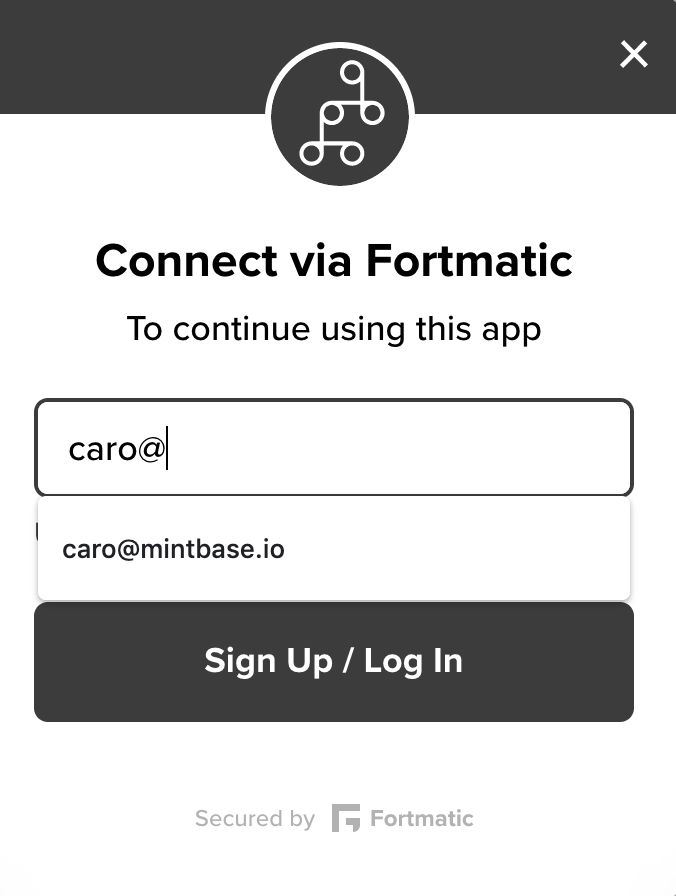 Connect via Fortmatic
To continue using this app
caro@
caro@mintbase.io
Sign Up / Log In
Secured by Fortmatic